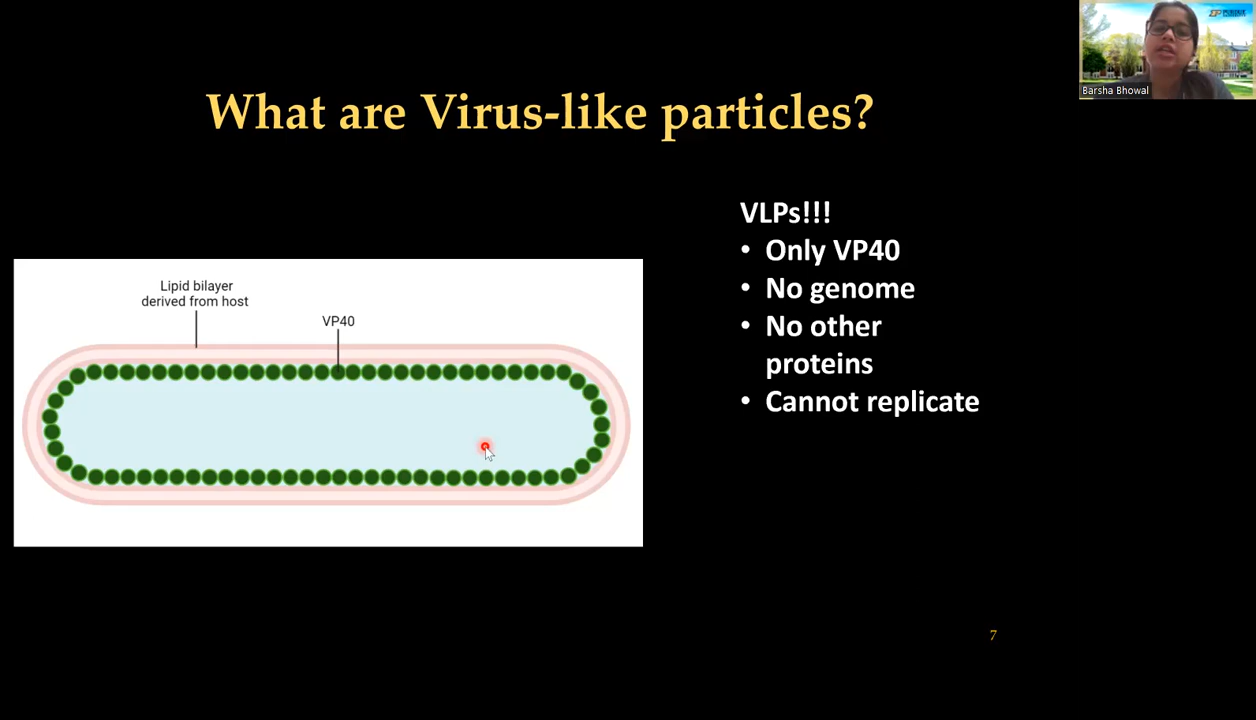 What are Virus-like particles?
Barsha Bhowal
VLPs!!!
• Only VP40
• No genome
• No other
proteins
• Cannot replicate
Lipid bilayer
derived from host
VP40
7